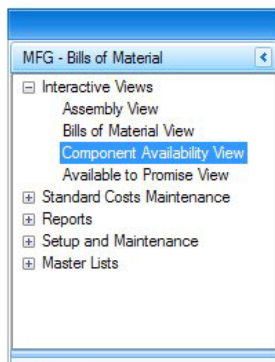 MFG - Bills of Material
Interactive Views
Assembly View
Bills of Material View
Component Availability View
Available to Promise View
Standard Costs Maintenance
Reports
Setup and Maintenance
Master Lists